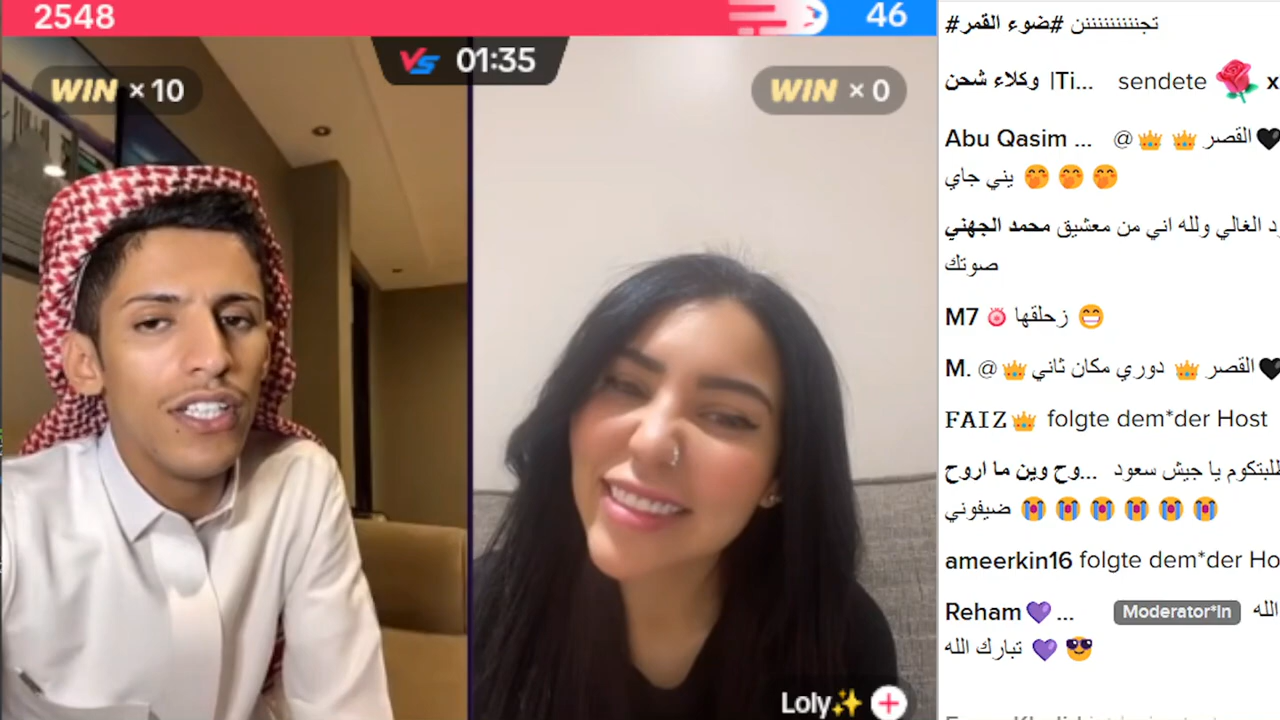 2548
46
VS 01:35
WIN × 10
WIN × 0
Loly✨
#ضوء القمر# تجننننننننن
وكلاء شحن |Ti... sendete 🌹 x
Abu Qasim ... @👑 👑 القصر🖤
يني جاي 🤭 🤭 🤭
محمد الجهني د الغالي ولله اني من معشيق
صوتك
M7 زحلقها 😁
M. @👑 القصر 👑 دوري مكان ثاني🖤
FAIZ👑 folgte dem*der Host
وح وين ما اروح... طلبتكوم يا جيش سعود
ضيفوني 😭 😭 😭 😭 😭 😭
ameerkin16 folgte dem*der Ho
Reham💜 ... Moderator*in الله
تبارك الله 💜 😎